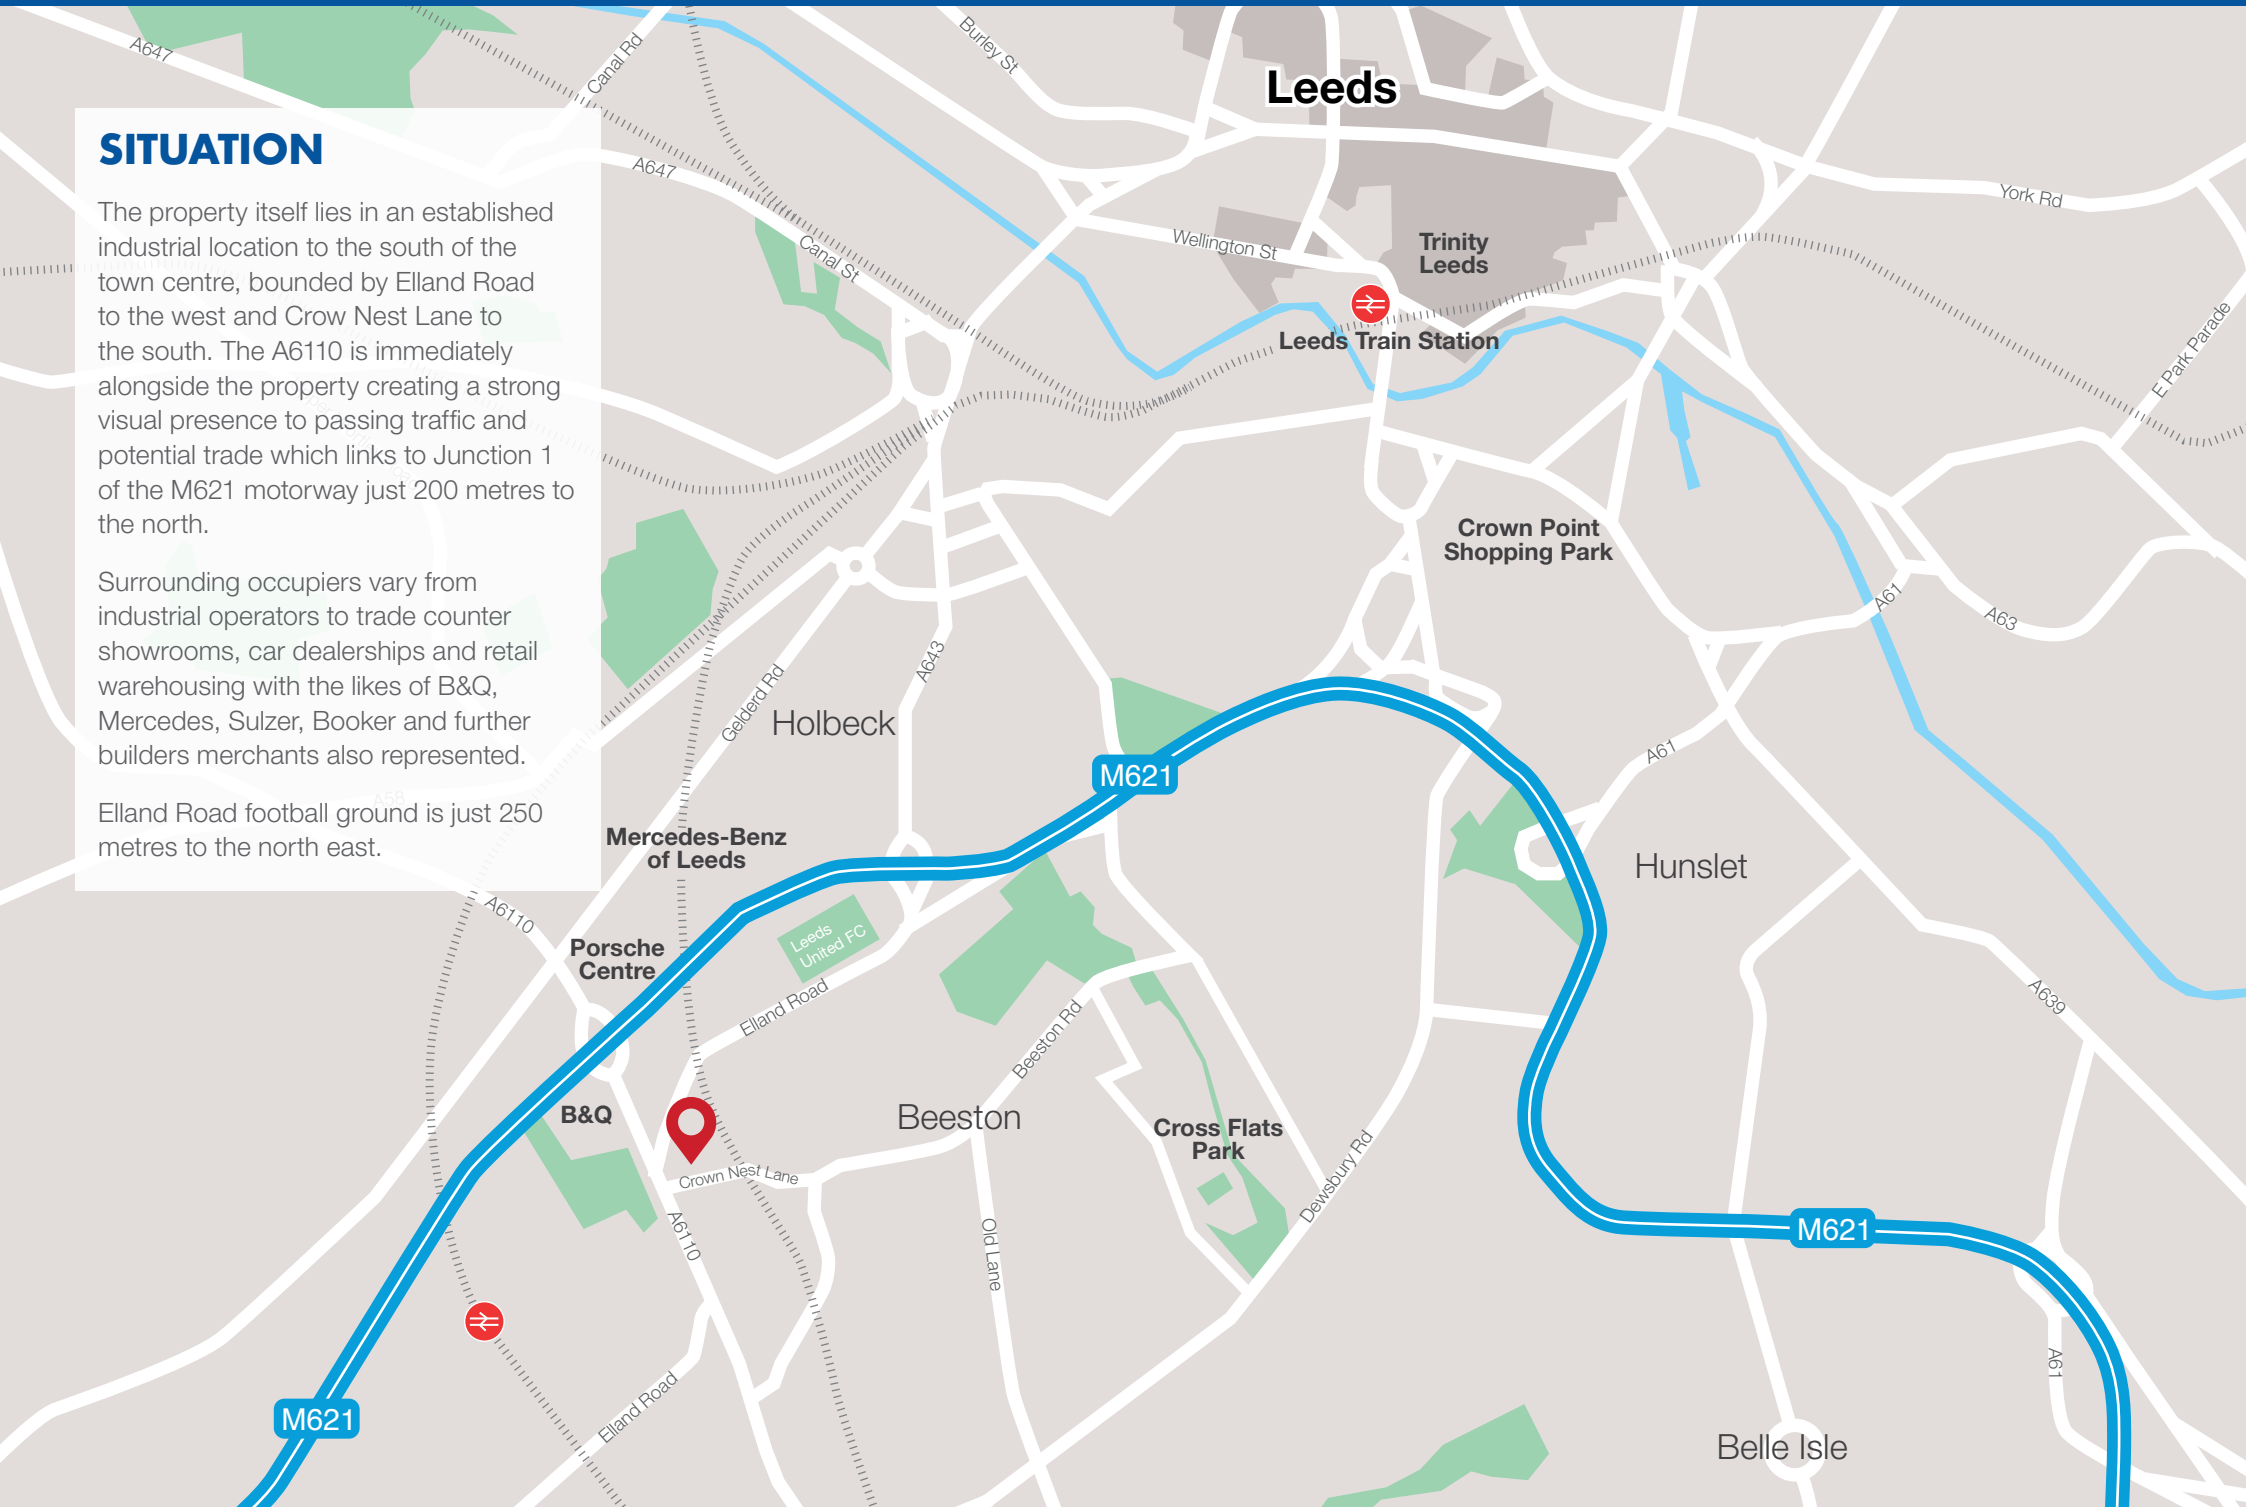 SITUATION
The property itself lies in an established
industrial location to the south of the
town centre, bounded by Elland Road
to the west and Crow Nest Lane to
the south. The A6110 is immediately
alongside the property creating a strong
visual presence to passing traffic and
potential trade which links to Junction 1
of the M621 motorway just 200 metres to
the north.
Surrounding occupiers vary from
industrial operators to trade counter
showrooms, car dealerships and retail
warehousing with the likes of B&Q,
Mercedes, Sulzer, Booker and further
builders merchants also represented.
Elland Road football ground is just 250
metres to the north east.
A647
Canal Rd
Burley St
Leeds
A647
York Rd
Canal St
Wellington St
Trinity
Leeds
Leeds Train Station
E Park Parade
Crown Point
Shopping Park
A61
A63
A643
Gelderd Rd
Holbeck
M621
A61
A58
Mercedes-Benz
of Leeds
Hunslet
A6110
Porsche
Centre
Leeds
United FC
Elland Road
A639
Beeston Rd
B&Q
Beeston
Cross Flats
Park
Dewsbury Rd
Crown Nest Lane
A6110
Old Lane
M621
A61
Elland Road
M621
Belle Isle